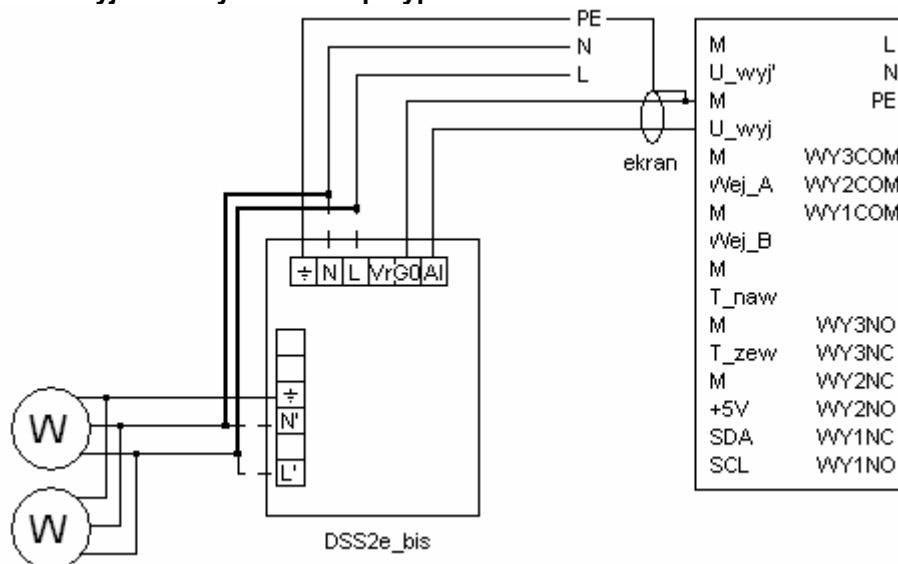 PE
N
L
M L
U_wyj' N
M PE
U_wyj
M WY3COM
Wej_A WY2COM
M WY1COM
Wej_B
M
T_naw
M WY3NO
T_zew WY3NC
M WY2NC
+5V WY2NO
SDA WY1NC
SCL WY1NO
ekran
⏚ N L Vr G0 AI
⏚
N'
L'
W
W
DSS2e_bis